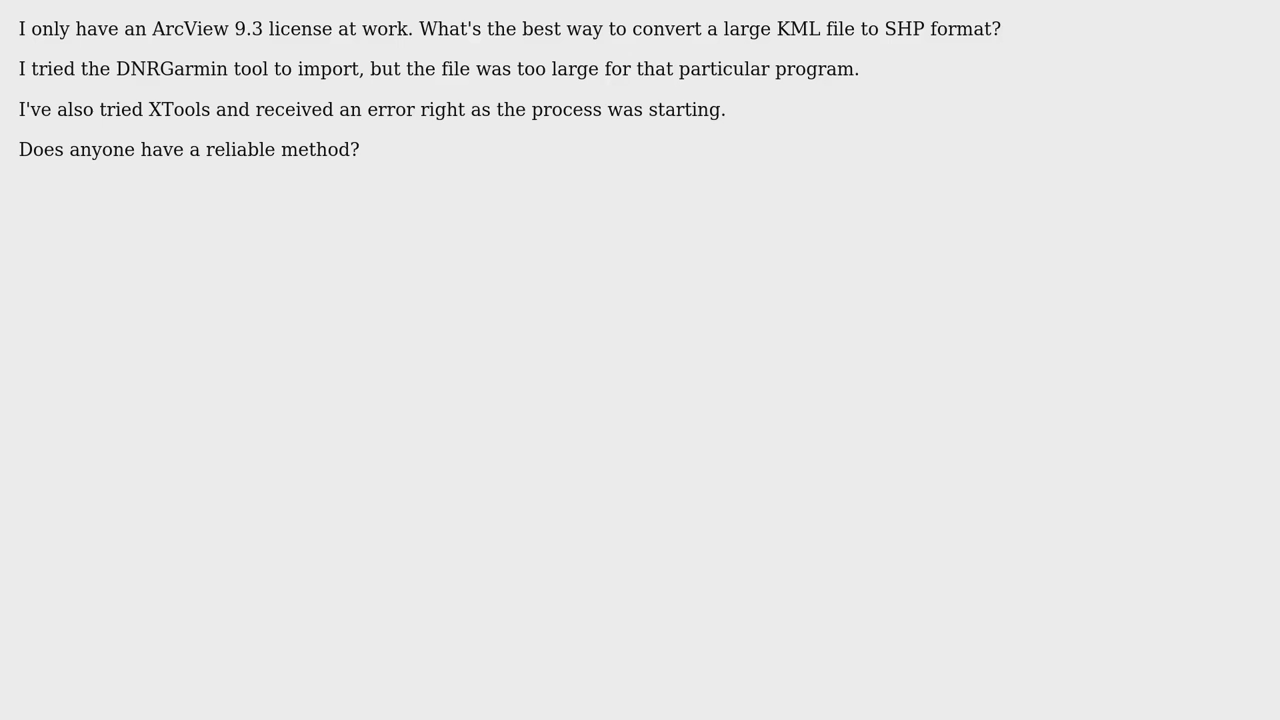 I only have an ArcView 9.3 license at work. What's the best way to convert a large KML file to SHP format?
I tried the DNRGarmin tool to import, but the file was too large for that particular program.
I've also tried XTools and received an error right as the process was starting.
Does anyone have a reliable method?